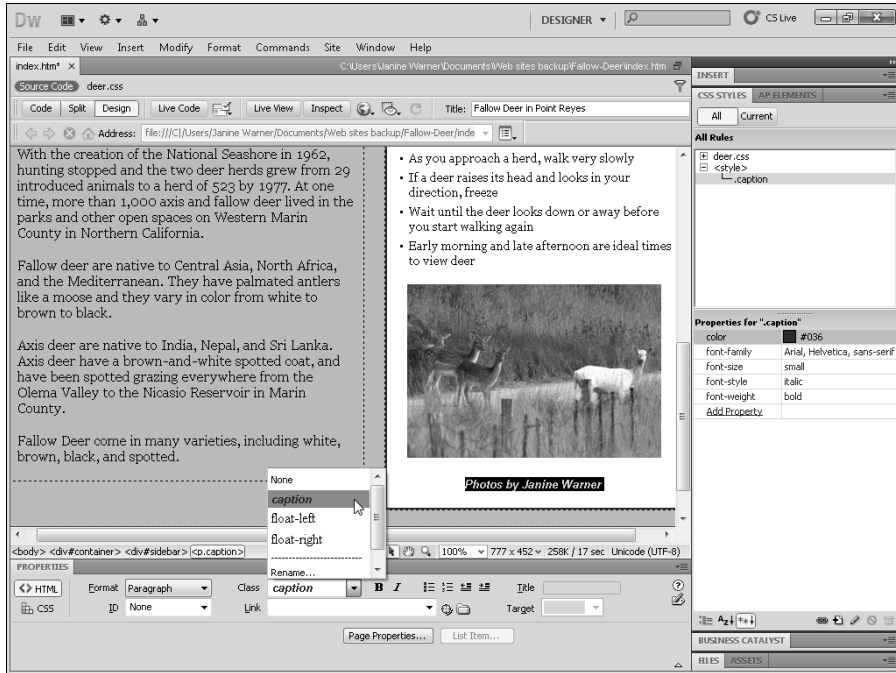 Dw
DESIGNER
CS Live
File Edit View Insert Modify Format Commands Site Window Help
index.htm*
C:\Users\Janine Warner\Documents\Web sites backup\Fallow-Deer\index.htm
Source Code deer.css
Code Split Design Live Code Live View Inspect Title: Fallow Deer in Point Reyes
Address: file:///C|/Users/Janine Warner/Documents/Web sites backup/Fallow-Deer/inde
With the creation of the National Seashore in 1962,
hunting stopped and the two deer herds grew from 29
introduced animals to a herd of 523 by 1977. At one
time, more than 1,000 axis and fallow deer lived in the
parks and other open spaces on Western Marin
County in Northern California.
Fallow deer are native to Central Asia, North Africa,
and the Mediterranean. They have palmated antlers
like a moose and they vary in color from white to
brown to black.
Axis deer are native to India, Nepal, and Sri Lanka.
Axis deer have a brown-and-white spotted coat, and
have been spotted grazing everywhere from the
Olema Valley to the Nicasio Reservoir in Marin
County.
Fallow Deer come in many varieties, including white,
brown, black, and spotted.
• As you approach a herd, walk very slowly
• If a deer raises its head and looks in your
direction, freeze
• Wait until the deer looks down or away before
you start walking again
• Early morning and late afternoon are ideal times
to view deer
Photos by Janine Warner
None
caption
float-left
float-right
Rename...
<body> <div#container> <div#sidebar> <p.caption>
100% 777 x 452 258K / 17 sec Unicode (UTF-8)
PROPERTIES
<> HTML Format Paragraph Class caption B I Title
CSS ID None Link Target
Page Properties... List Item...
INSERT
CSS STYLES AP ELEMENTS
All Current
All Rules
deer.css
<style>
.caption
Properties for ".caption"
color #036
font-family Arial, Helvetica, sans-serif
font-size small
font-style italic
font-weight bold
Add Property
BUSINESS CATALYST
FILES ASSETS